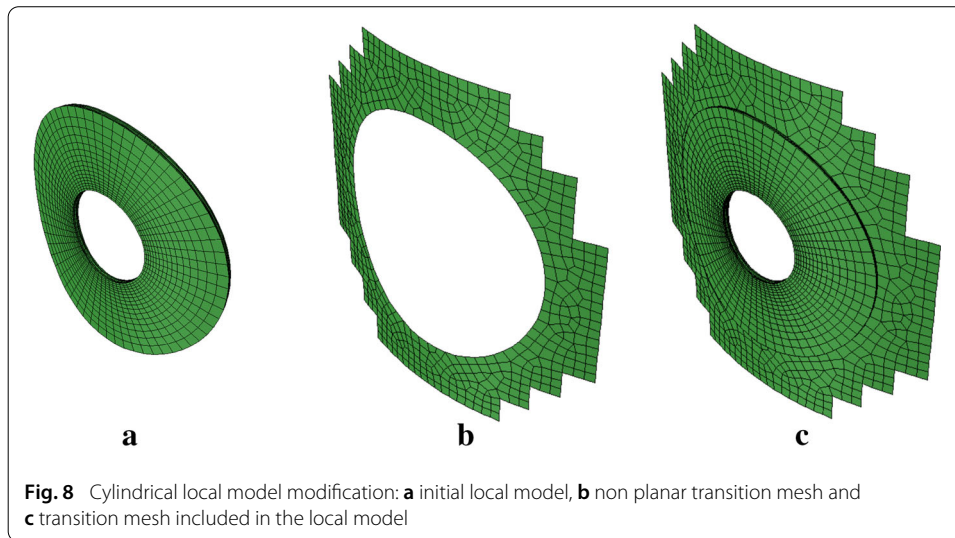 a b c
Fig. 8 Cylindrical local model modification: a initial local model, b non planar transition mesh and
c transition mesh included in the local model